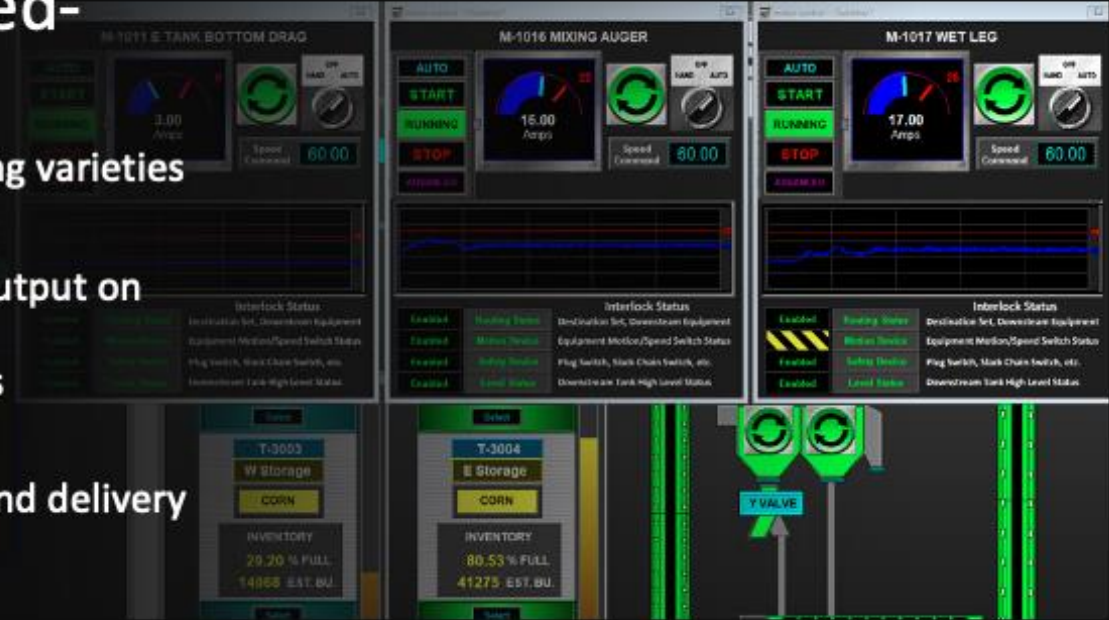 ed-
ng varieties
utput on
s
nd delivery
M-1011 E TANK BOTTOM DRAG
AUTO
START
RUNNING
3.00
Amps
OFF
HAND AUTO
Speed
Command
60.00
Interlock Status
Destination Set, Downstream Equipment
Equipment Motion/Speed Switch Status
Plug Switch, Slack Chain Switch, etc.
Downstream Tank High Level Status
M-1016 MIXING AUGER
AUTO
START
RUNNING
STOP
22
15.00
Amps
OFF
HAND AUTO
Speed
Command
60.00
Interlock Status
Enabled Routing Status Destination Set, Downstream Equipment
Enabled Motion Device Equipment Motion/Speed Switch Status
Enabled Safety Device Plug Switch, Slack Chain Switch, etc.
Enabled Level Status Downstream Tank High Level Status
M-1017 WET LEG
AUTO
START
RUNNING
STOP
26
17.00
Amps
OFF
HAND AUTO
Speed
Command
60.00
Interlock Status
Enabled Routing Status Destination Set, Downstream Equipment
Motion Device Equipment Motion/Speed Switch Status
Enabled Safety Device Plug Switch, Slack Chain Switch, etc.
Enabled Level Status Downstream Tank High Level Status
Select
T-3003
W Storage
CORN
INVENTORY
29.20 % FULL
14966 EST. BU.
Select
Select
T-3004
E Storage
CORN
INVENTORY
80.53 % FULL
41275 EST. BU.
Select
Y VALVE